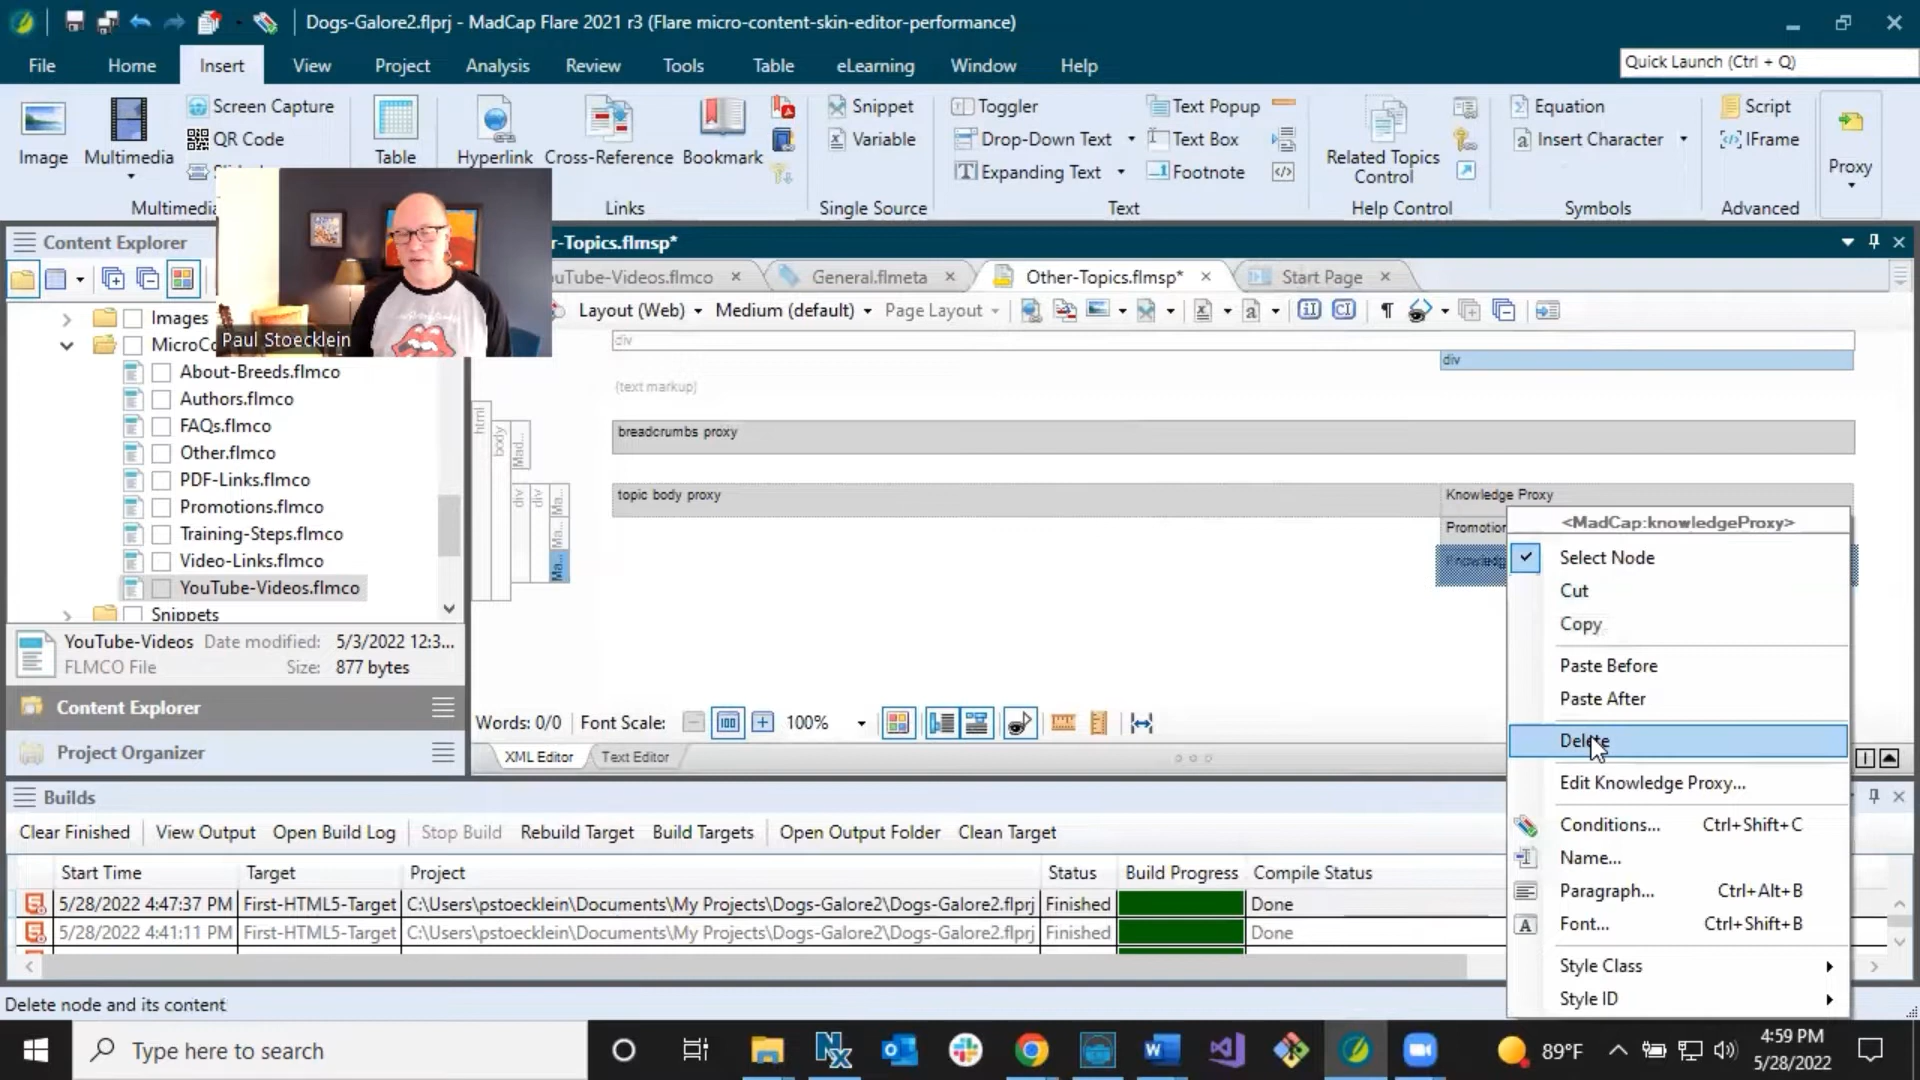 Dogs-Galore2.flprj - MadCap Flare 2021 r3 (Flare micro-content-skin-editor-performance)
File Home Insert View Project Analysis Review Tools Table eLearning Window Help
Quick Launch (Ctrl + Q)
Image
Multimedia
Screen Capture
QR Code
Multimedia
Table
Hyperlink
Cross-Reference
Bookmark
Links
Snippet
Variable
Single Source
Toggler
Drop-Down Text
Expanding Text
Text Popup
Text Box
Footnote
Text
Related Topics
Control
Help Control
Equation
Insert Character
Symbols
Script
IFrame
Advanced
Proxy
Content Explorer
r-Topics.flmsp*
ouTube-Videos.flmco
General.flmeta
Other-Topics.flmsp*
Start Page
Layout (Web) Medium (default) Page Layout
Paul Stoecklein
Images
MicroCo
About-Breeds.flmco
Authors.flmco
FAQs.flmco
Other.flmco
PDF-Links.flmco
Promotions.flmco
Training-Steps.flmco
Video-Links.flmco
YouTube-Videos.flmco
Snippets
YouTube-Videos Date modified: 5/3/2022 12:3...
FLMCO File Size: 877 bytes
Content Explorer
Project Organizer
div
div
(text markup)
html
body
Mad...
breadcrumbs proxy
div
div
Ma...
Ma...
Ma...
topic body proxy
Knowledge Proxy
Promotion
Knowledg
<MadCap:knowledgeProxy>
Select Node
Cut
Copy
Paste Before
Paste After
Delete
Edit Knowledge Proxy...
Conditions... Ctrl+Shift+C
Name...
Paragraph... Ctrl+Alt+B
Font... Ctrl+Shift+B
Style Class
Style ID
Words: 0/0 Font Scale: 100 100%
XML Editor Text Editor
Builds
Clear Finished View Output Open Build Log Stop Build Rebuild Target Build Targets Open Output Folder Clean Target
Start Time Target Project Status Build Progress Compile Status
5/28/2022 4:47:37 PM First-HTML5-Target C:\Users\pstoecklein\Documents\My Projects\Dogs-Galore2\Dogs-Galore2.flprj Finished Done
5/28/2022 4:41:11 PM First-HTML5-Target C:\Users\pstoecklein\Documents\My Projects\Dogs-Galore2\Dogs-Galore2.flprj Finished Done
Delete node and its content
Type here to search
89°F
4:59 PM
5/28/2022